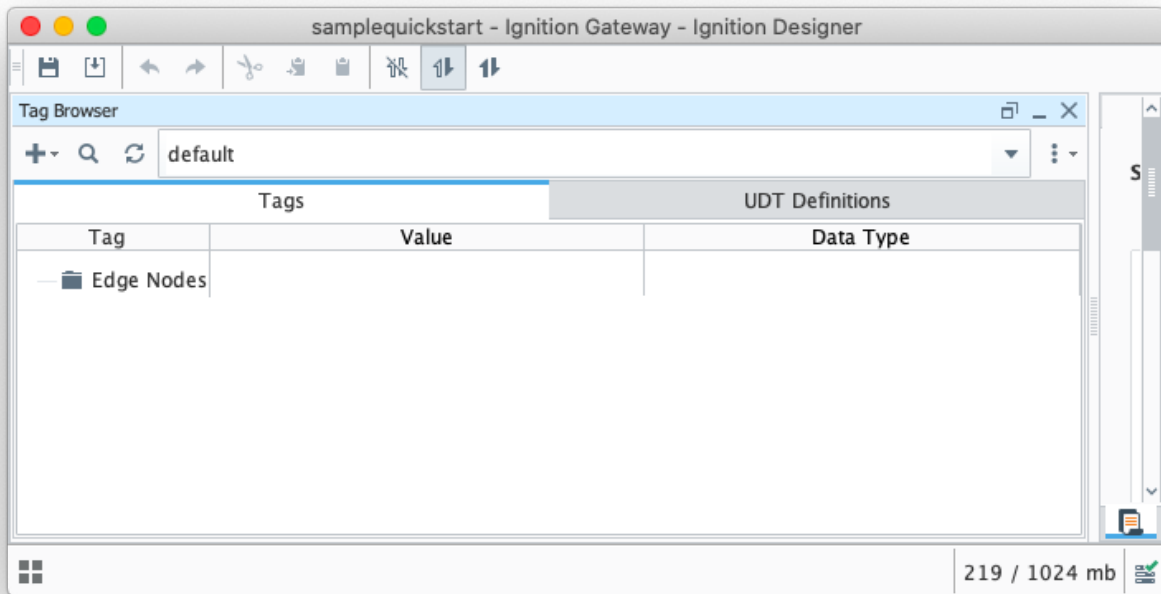 samplequickstart - Ignition Gateway - Ignition Designer
Tag Browser
default
Tags UDT Definitions
Tag Value Data Type
Edge Nodes
S
219 / 1024 mb